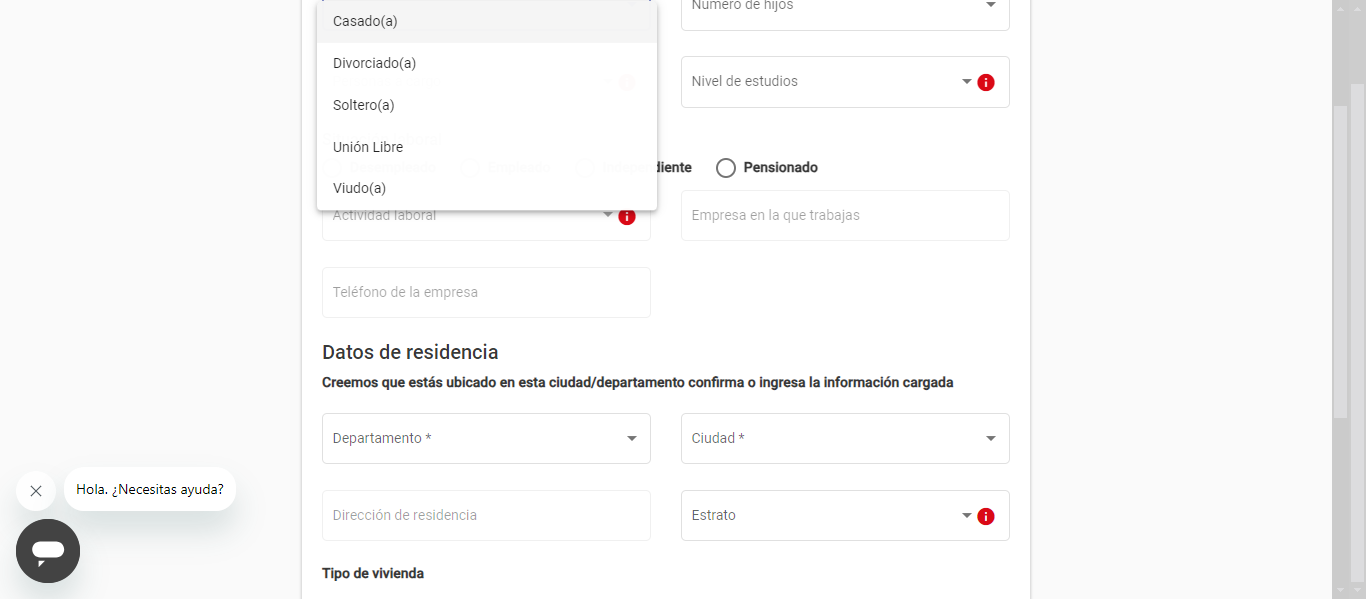 Casado(a)
Número de hijos
Divorciado(a)
Nivel de estudios
Soltero(a)
Unión Libre
diente
Pensionado
Viudo(a)
Actividad laboral
Empresa en la que trabajas
Teléfono de la empresa
Datos de residencia
Creemos que estás ubicado en esta ciudad/departamento confirma o ingresa la información cargada
Departamento *
Ciudad *
Hola. ¿Necesitas ayuda?
Dirección de residencia
Estrato
Tipo de vivienda